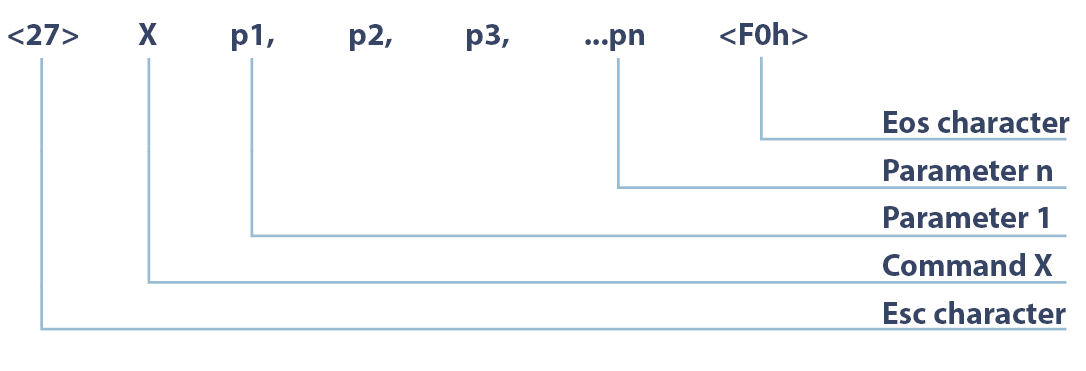 <27> X p1, p2, p3, ...pn <F0h>
Eos character
Parameter n
Parameter 1
Command X
Esc character